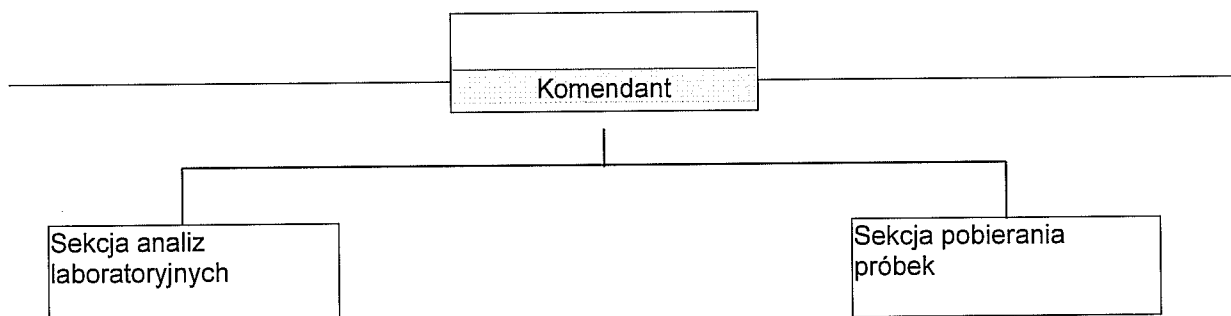 Komendant
Sekcja analiz
laboratoryjnych
Sekcja pobierania
próbek